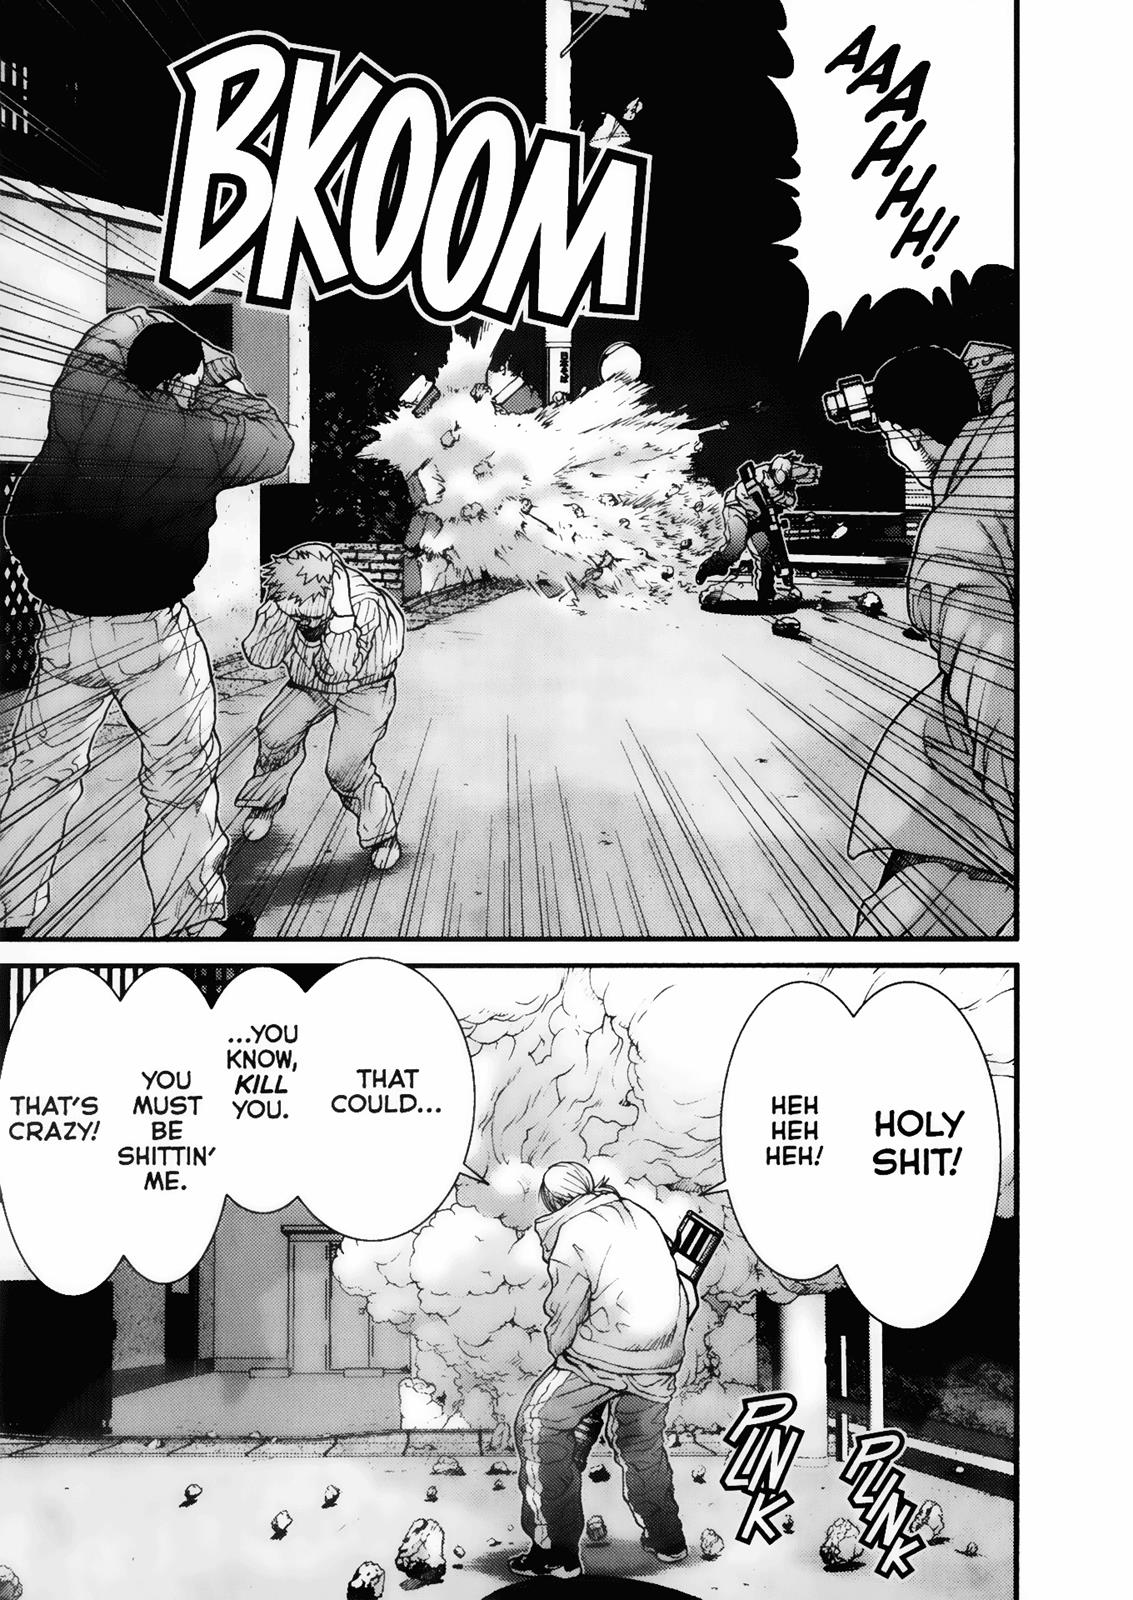 AAAHHH!
BKOOM
HOLY
SHIT!
HEH
HEH
HEH!
THAT
COULD...
...YOU
KNOW,
KILL
YOU.
YOU
MUST
BE
SHITTIN'
ME.
THAT'S
CRAZY!
PLINK
PLINK